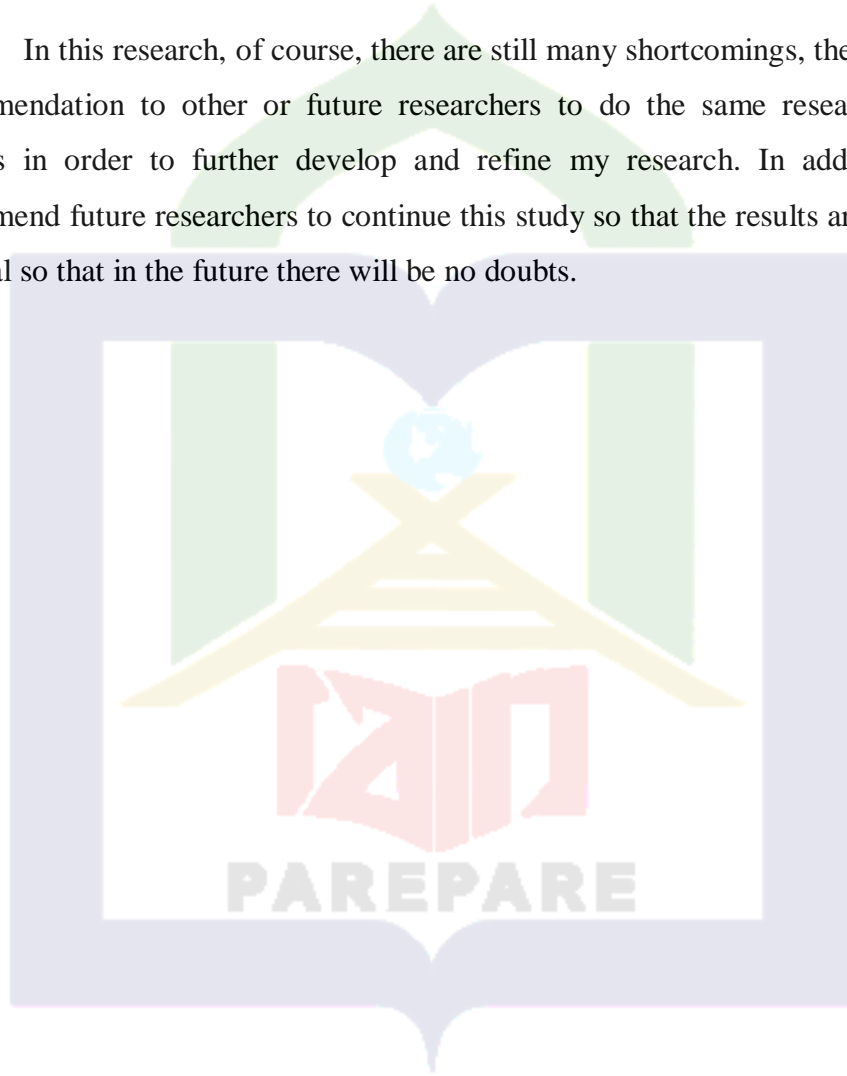 In this research, of course, there are still many shortcomings, the
mendation to other or future researchers to do the same resea
s in order to further develop and refine my research. In add
mend future researchers to continue this study so that the results ar
al so that in the future there will be no doubts.
iain
PAREPARE